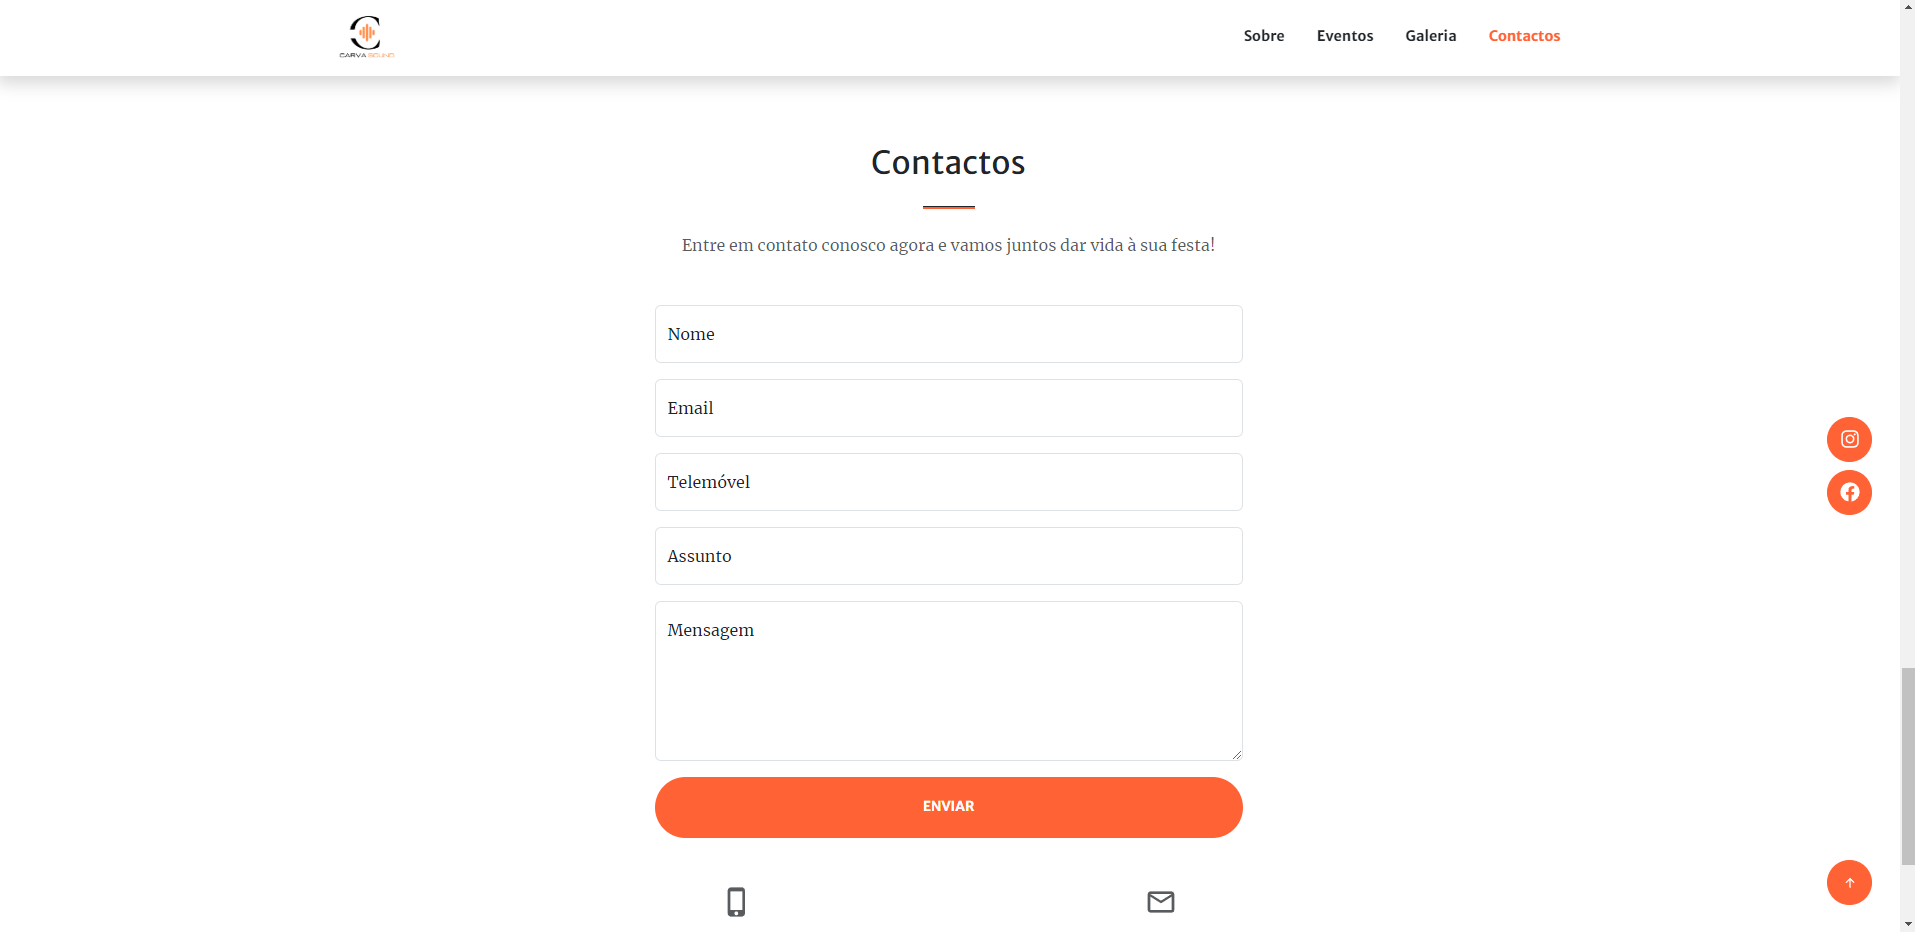 CARVA SOUND
Sobre Eventos Galeria Contactos
Contactos
Entre em contato conosco agora e vamos juntos dar vida à sua festa!
Nome
Email
Telemóvel
Assunto
Mensagem
ENVIAR